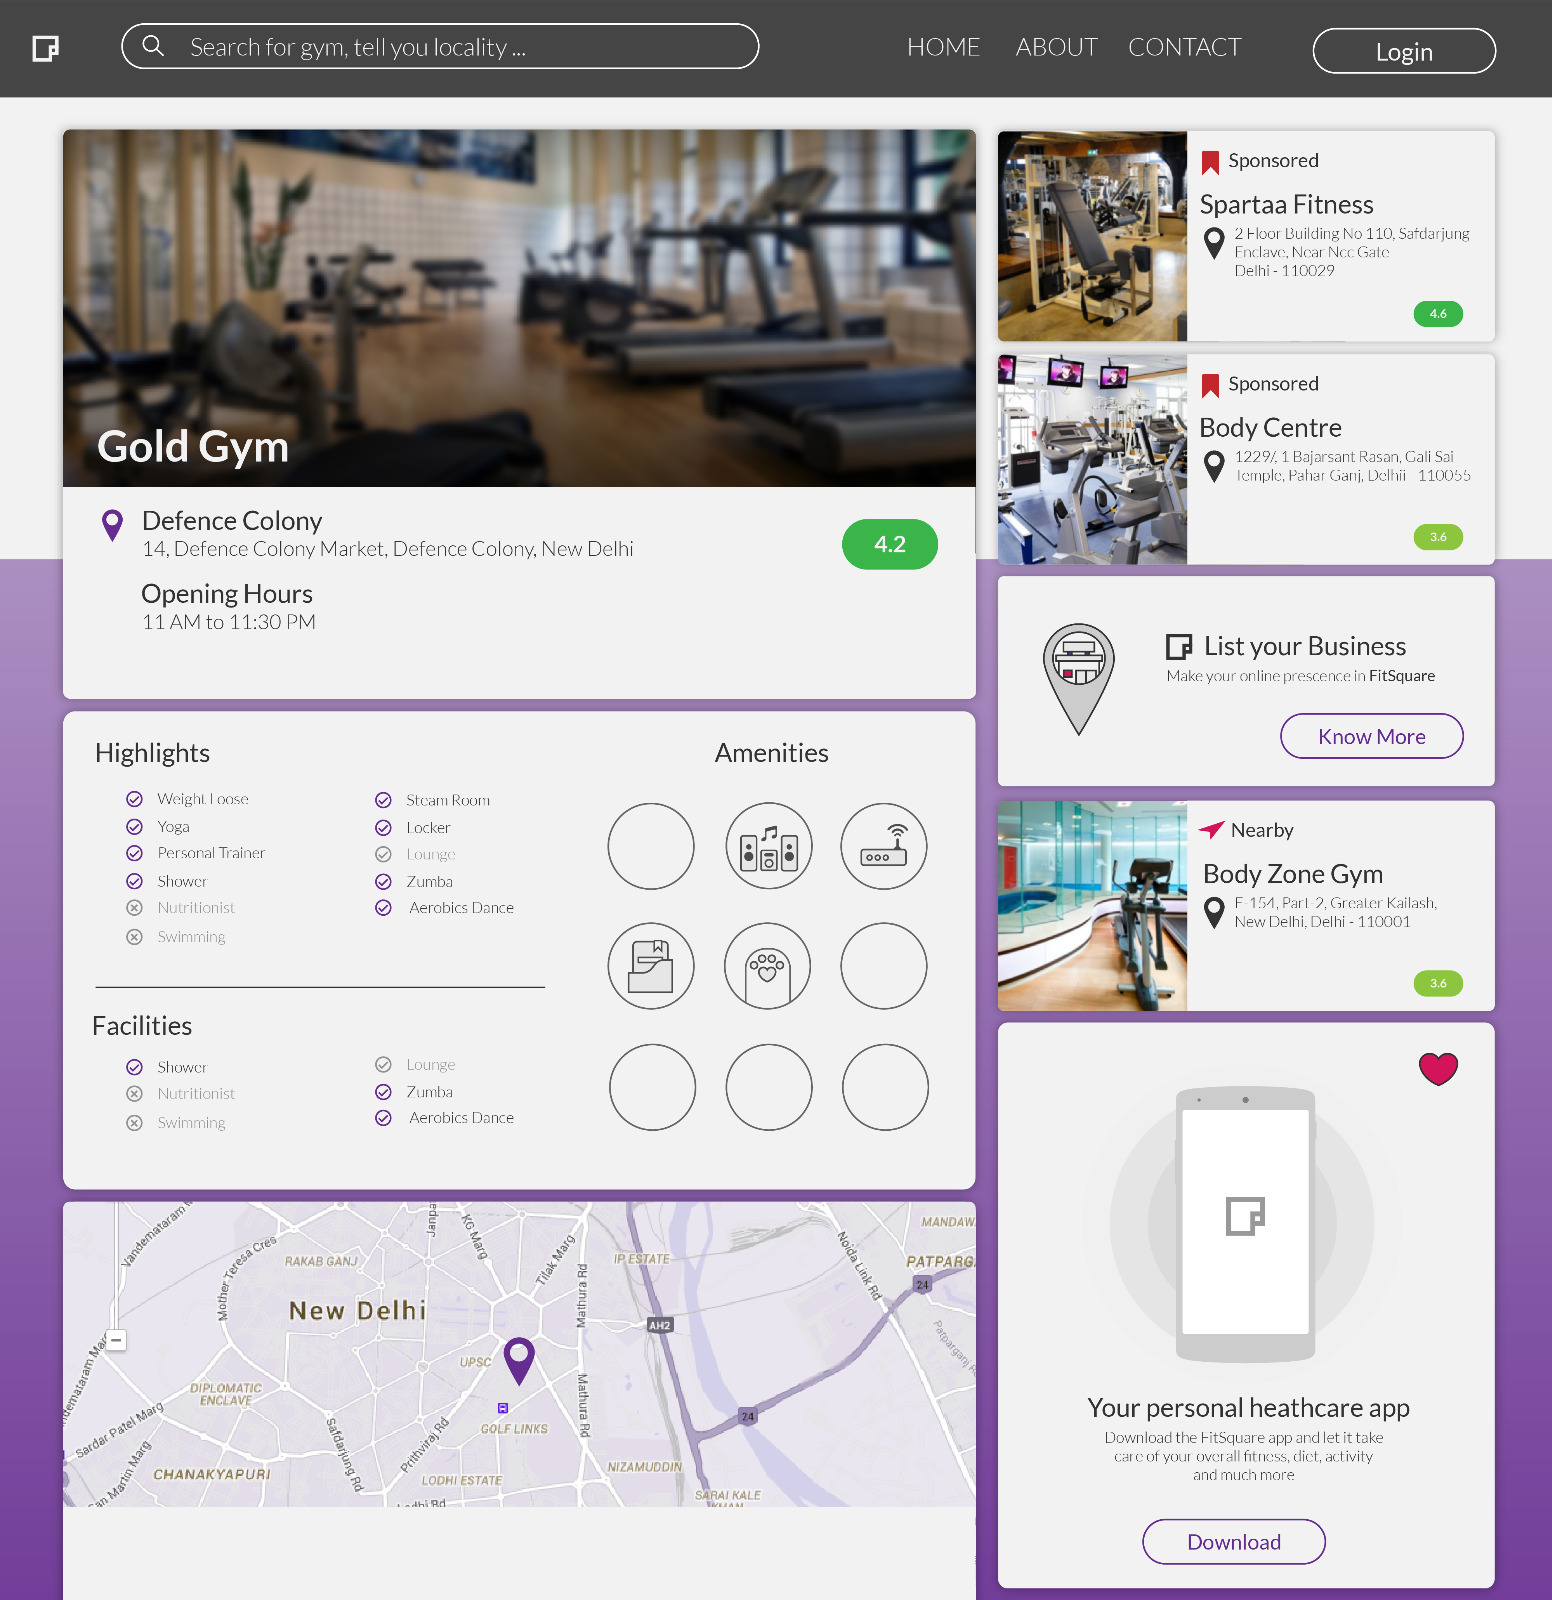 Search for gym, tell you locality ...
HOME
ABOUT
CONTACT
Login
Gold Gym
Defence Colony
14, Defence Colony Market, Defence Colony, New Delhi
4.2
Opening Hours
11 AM to 11:30 PM
Sponsored
Spartaa Fitness
2 Floor Building No 110, Safdarjung
Enclave, Near Ncc Gate
Delhi - 110029
4.6
Sponsored
Body Centre
1229/, 1 Bajarsant Rasan, Gali Sai
Temple, Pahar Ganj, Delhii - 110055
3.6
List your Business
Make your online prescence in FitSquare
Know More
Nearby
Body Zone Gym
E-154, Part-2, Greater Kailash,
New Delhi, Delhi - 110001
3.6
Highlights
Weight Loose
Yoga
Personal Trainer
Shower
Nutritionist
Swimming
Steam Room
Locker
Lounge
Zumba
Aerobics Dance
Amenities
Facilities
Shower
Nutritionist
Swimming
Lounge
Zumba
Aerobics Dance
Vandemataram
Mother Teresa Cres
RAKAB GANJ
Janpa
KG Marg
Tilak Marg
Mathura Rd
IP ESTATE
Noida Link Rd
MANDAW
PATPARG
24
New Delhi
AH2
Patparganj R
UPSC
DIPLOMATIC
ENCLAVE
ndemataram Mar
Sardar Patel Marg
San Martin Marg
CHANAKYAPURI
Safdarjung Rd
Prithviraj Rd
GOLF LINKS
Mathura Rd
24
LODHI ESTATE
Lodhi Rd
NIZAMUDDIN
SARAI KALE
KHAN
Your personal heathcare app
Download the FitSquare app and let it take
care of your overall fitness, diet, activity
and much more
Download